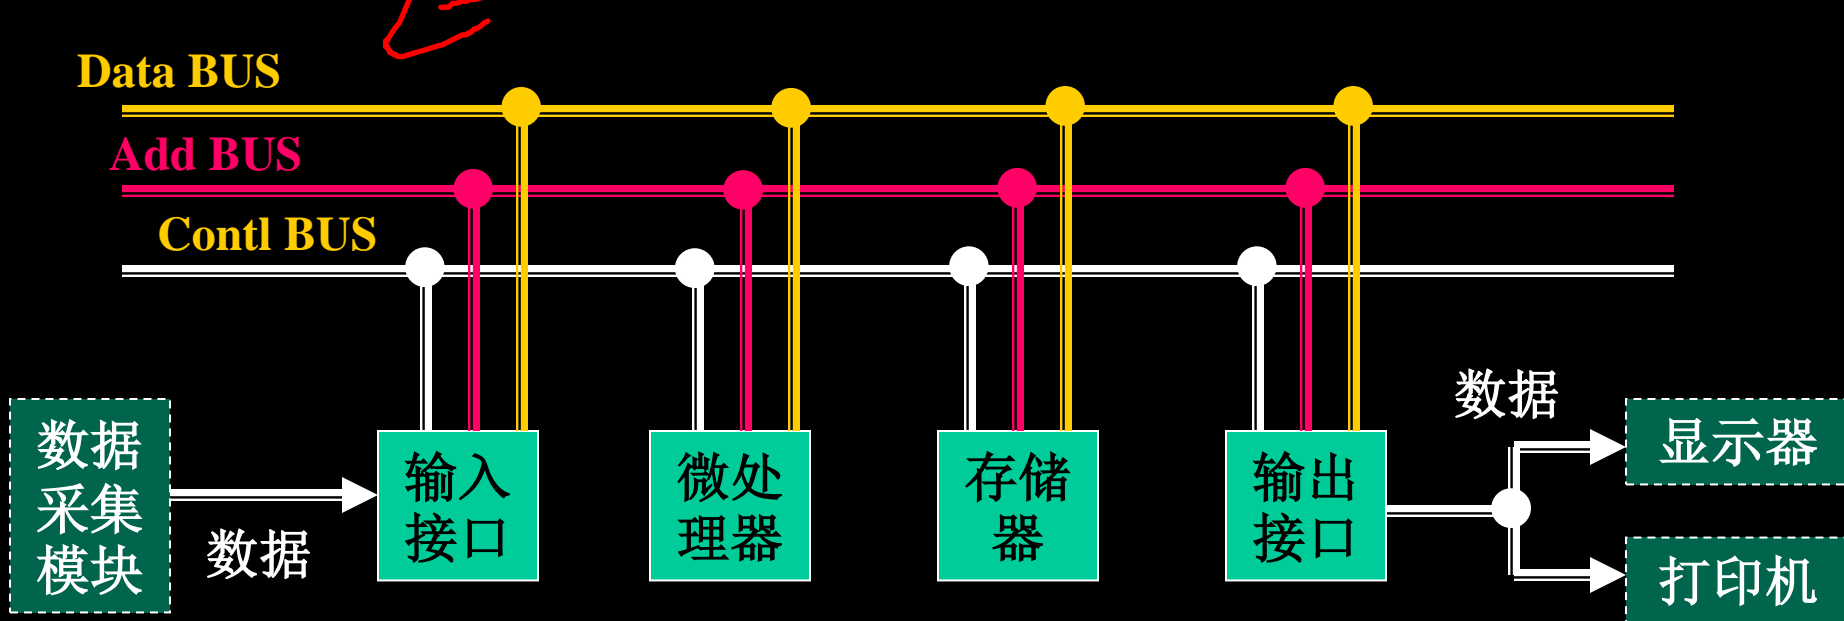 Data BUS
Add BUS
Contl BUS
数据
采集
模块
数据
输入
接口
微处
理器
存储
器
输出
接口
数据
显示器
打印机